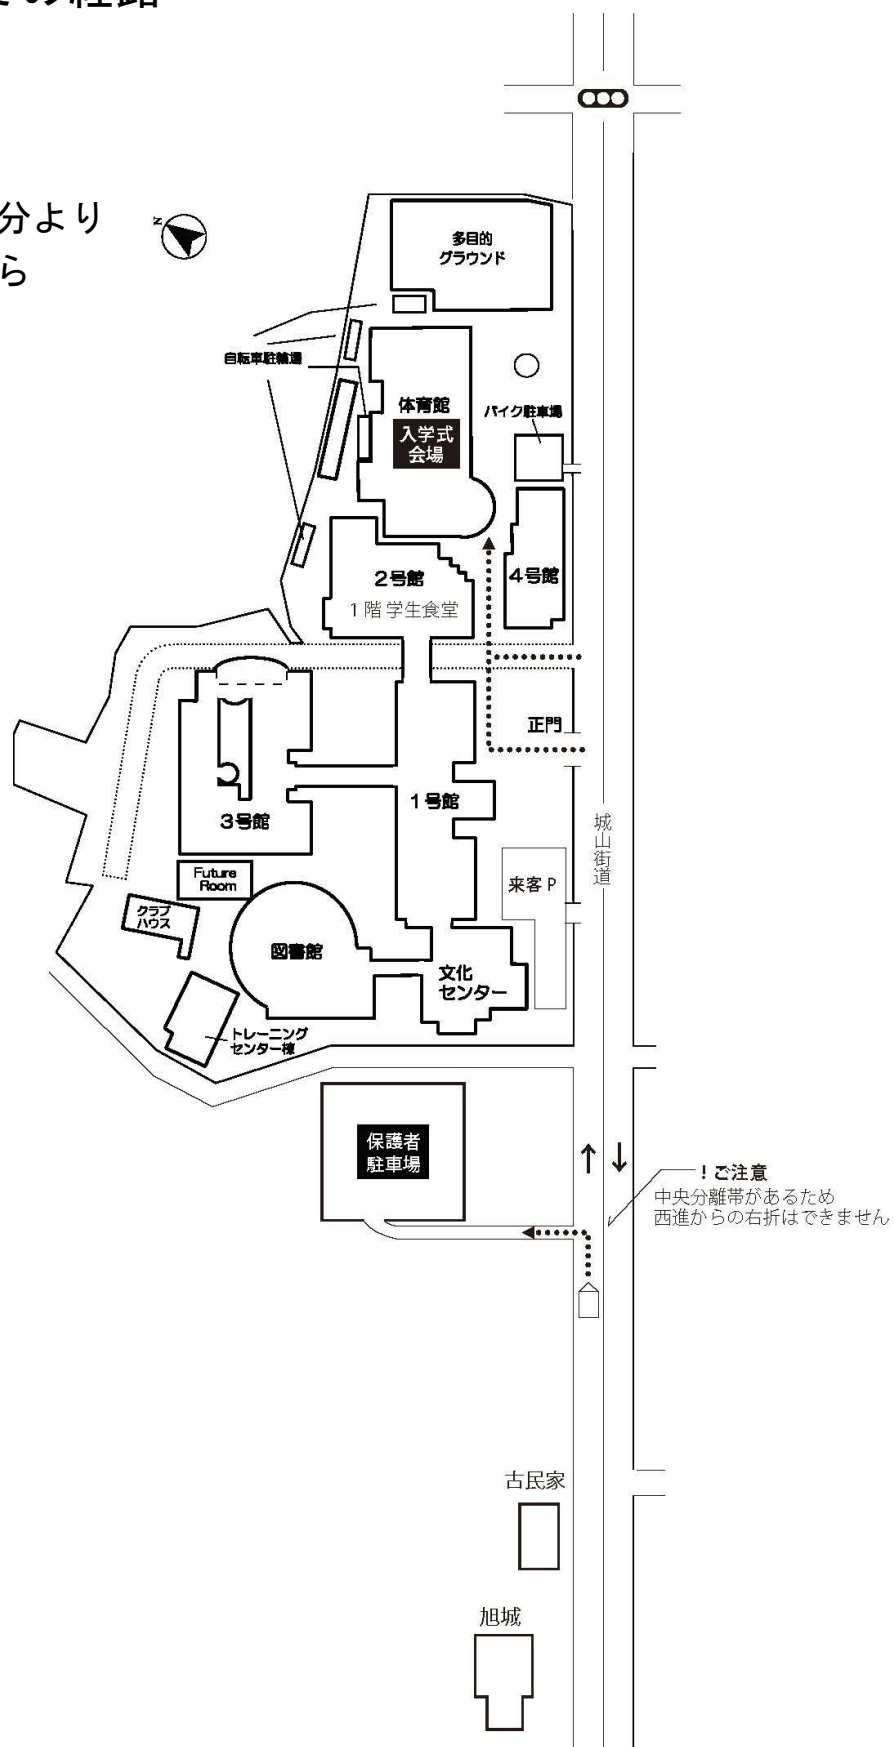 分より
ら
N
多目的
グラウンド
自転車駐輪場
体育館
入学式
会場
バイク駐車場
2号館
1階 学生食堂
4号館
正門
3号館
1号館
城山街道
Future
Room
来客 P
クラブ
ハウス
図書館
文化
センター
トレーニング
センター棟
保護者
駐車場
！ご注意
中央分離帯があるため
西進からの右折はできません
古民家
旭城